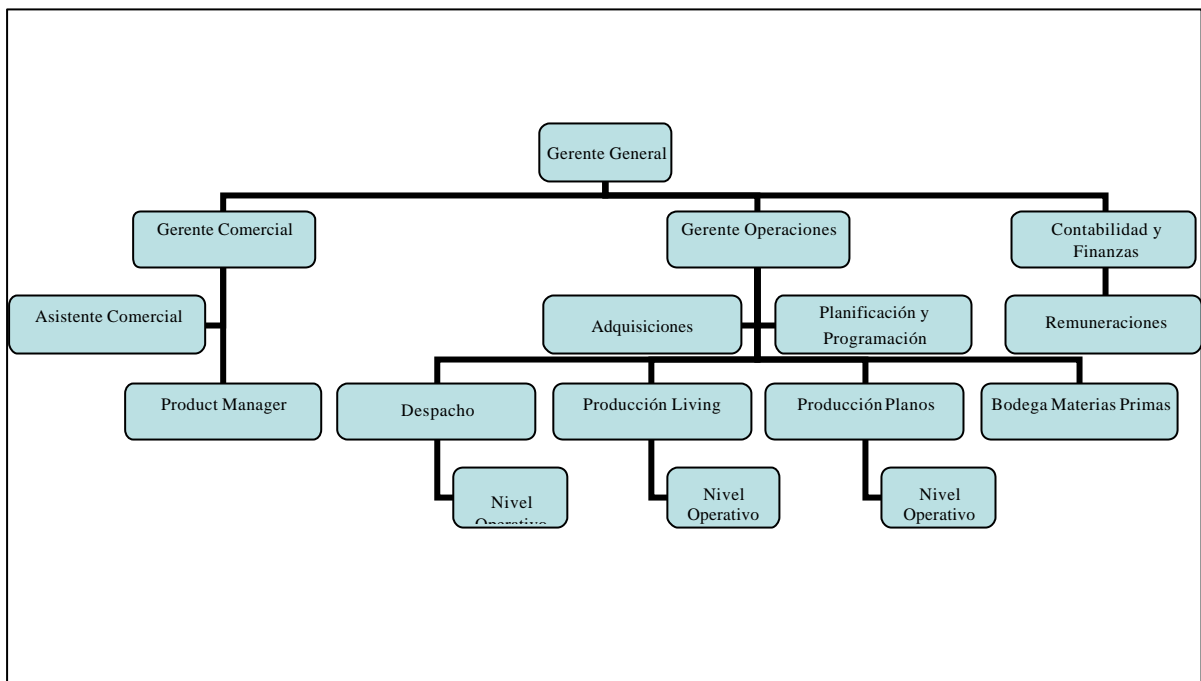 Gerente General
Gerente Comercial
Gerente Operaciones
Contabilidad y
Finanzas
Asistente Comercial
Adquisiciones
Planificación y
Programación
Remuneraciones
Product Manager
Despacho
Producción Living
Producción Planos
Bodega Materias Primas
Nivel
Operativo
Nivel
Operativo
Nivel
Operativo